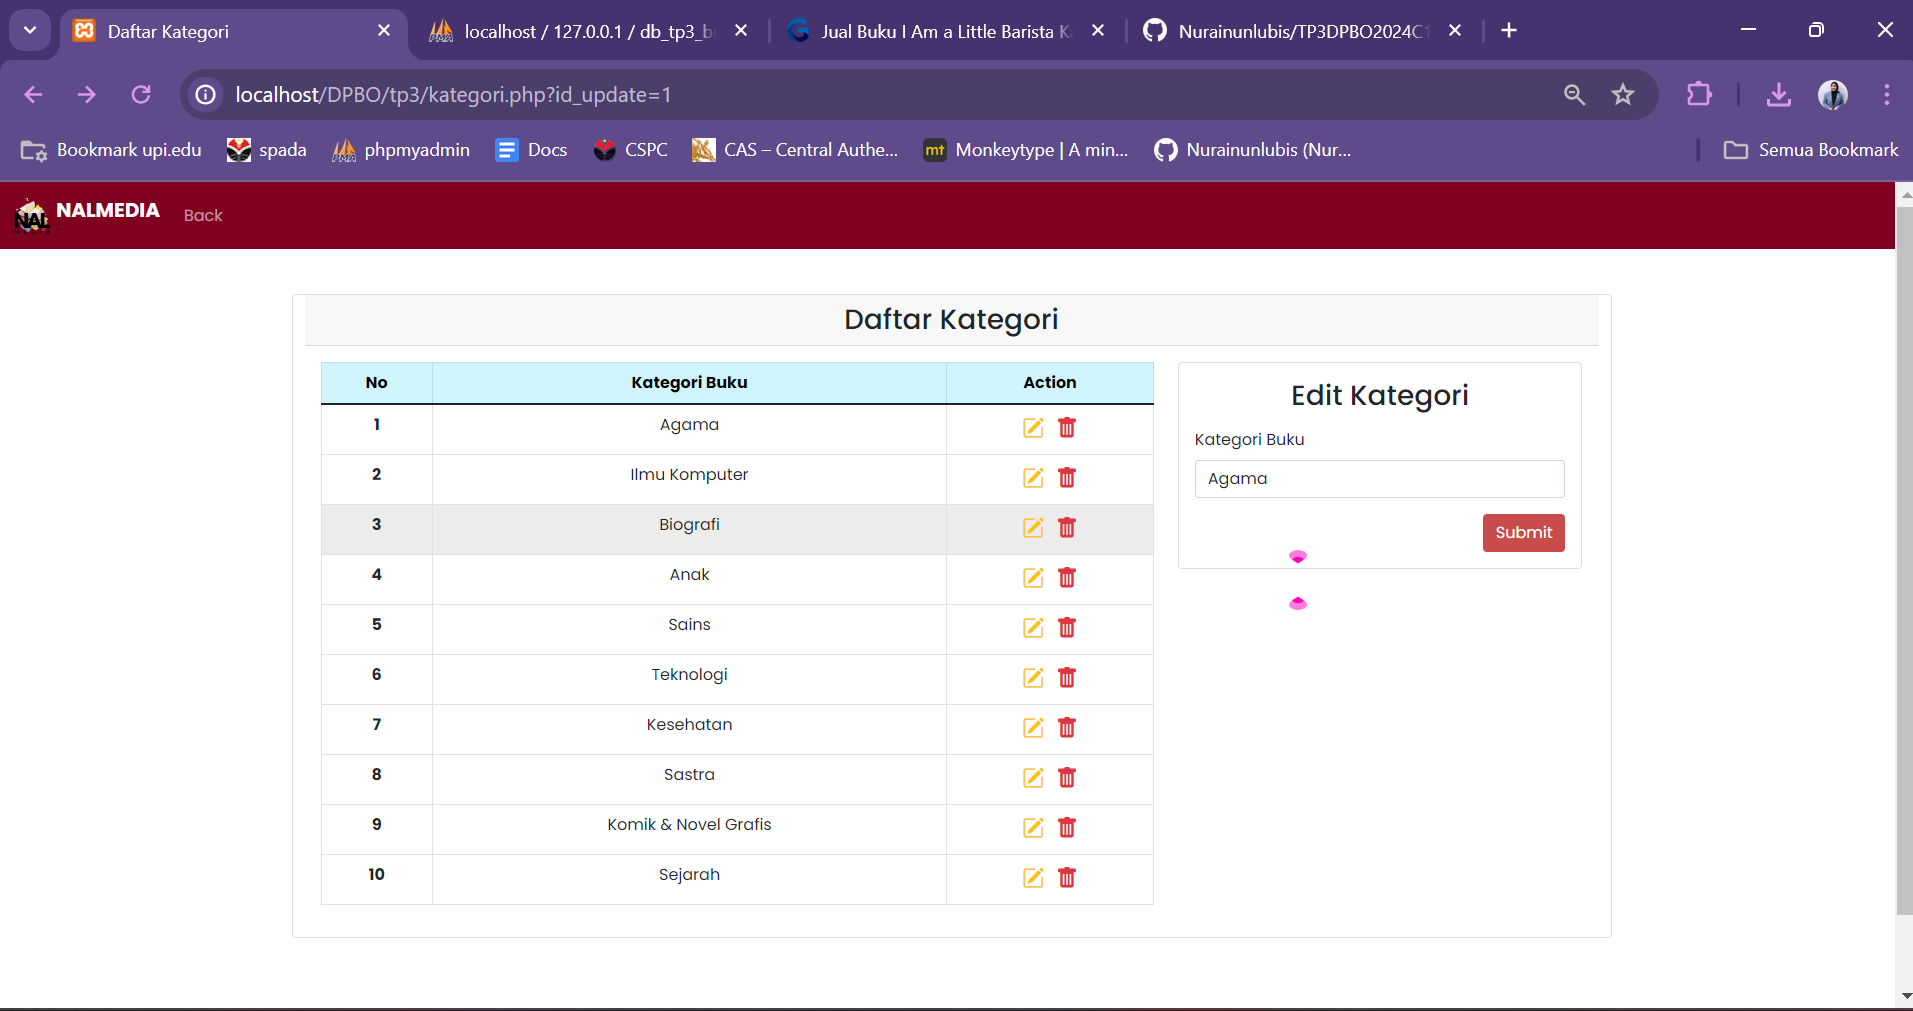 Daftar Kategori
localhost / 127.0.0.1 / db_tp3_b
Jual Buku I Am a Little Barista K
Nurainunlubis/TP3DPBO2024C1
localhost/DPBO/tp3/kategori.php?id_update=1
Bookmark upi.edu
spada
phpmyadmin
Docs
CSPC
CAS – Central Authe...
mt
Monkeytype | A min...
Nurainunlubis (Nur...
Semua Bookmark
NAL
NALMEDIA
Back
Daftar Kategori
No Kategori Buku Action
1 Agama
2 Ilmu Komputer
3 Biografi
4 Anak
5 Sains
6 Teknologi
7 Kesehatan
8 Sastra
9 Komik & Novel Grafis
10 Sejarah
Edit Kategori
Kategori Buku
Agama
Submit